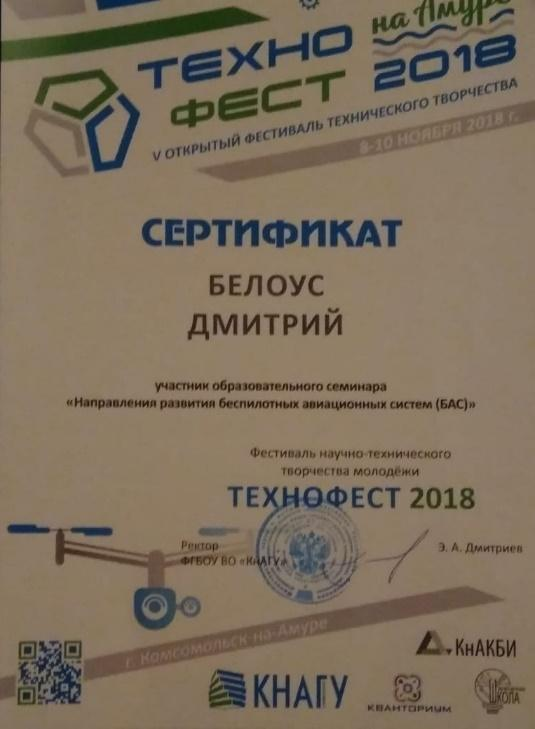 на Амуре
ТЕХНО
ФЕСТ 2018
V ОТКРЫТЫЙ ФЕСТИВАЛЬ ТЕХНИЧЕСКОГО ТВОРЧЕСТВА
8-10 НОЯБРЯ 2018 г.
СЕРТИФИКАТ
БЕЛОУС
ДМИТРИЙ
участник образовательного семинара
«Направления развития беспилотных авиационных систем (БАС)»
Фестиваль научно-технического
творчества молодёжи
ТЕХНОФЕСТ 2018
Ректор
ФГБОУ ВО «КНАГУ»
Э. А. Дмитриев
г. Комсомольск-на-Амуре
КнАКБИ
КНАГУ
КВАНТОРИУМ
ШКОЛА